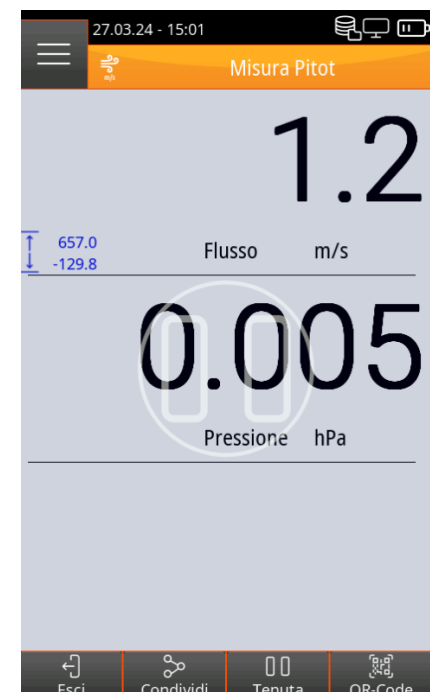 27.03.24 - 15:01
m/s
Misura Pitot
1.2
657.0
-129.8
Flusso m/s
0.005
Pressione hPa
Esci Condividi Tenuta QR-Code